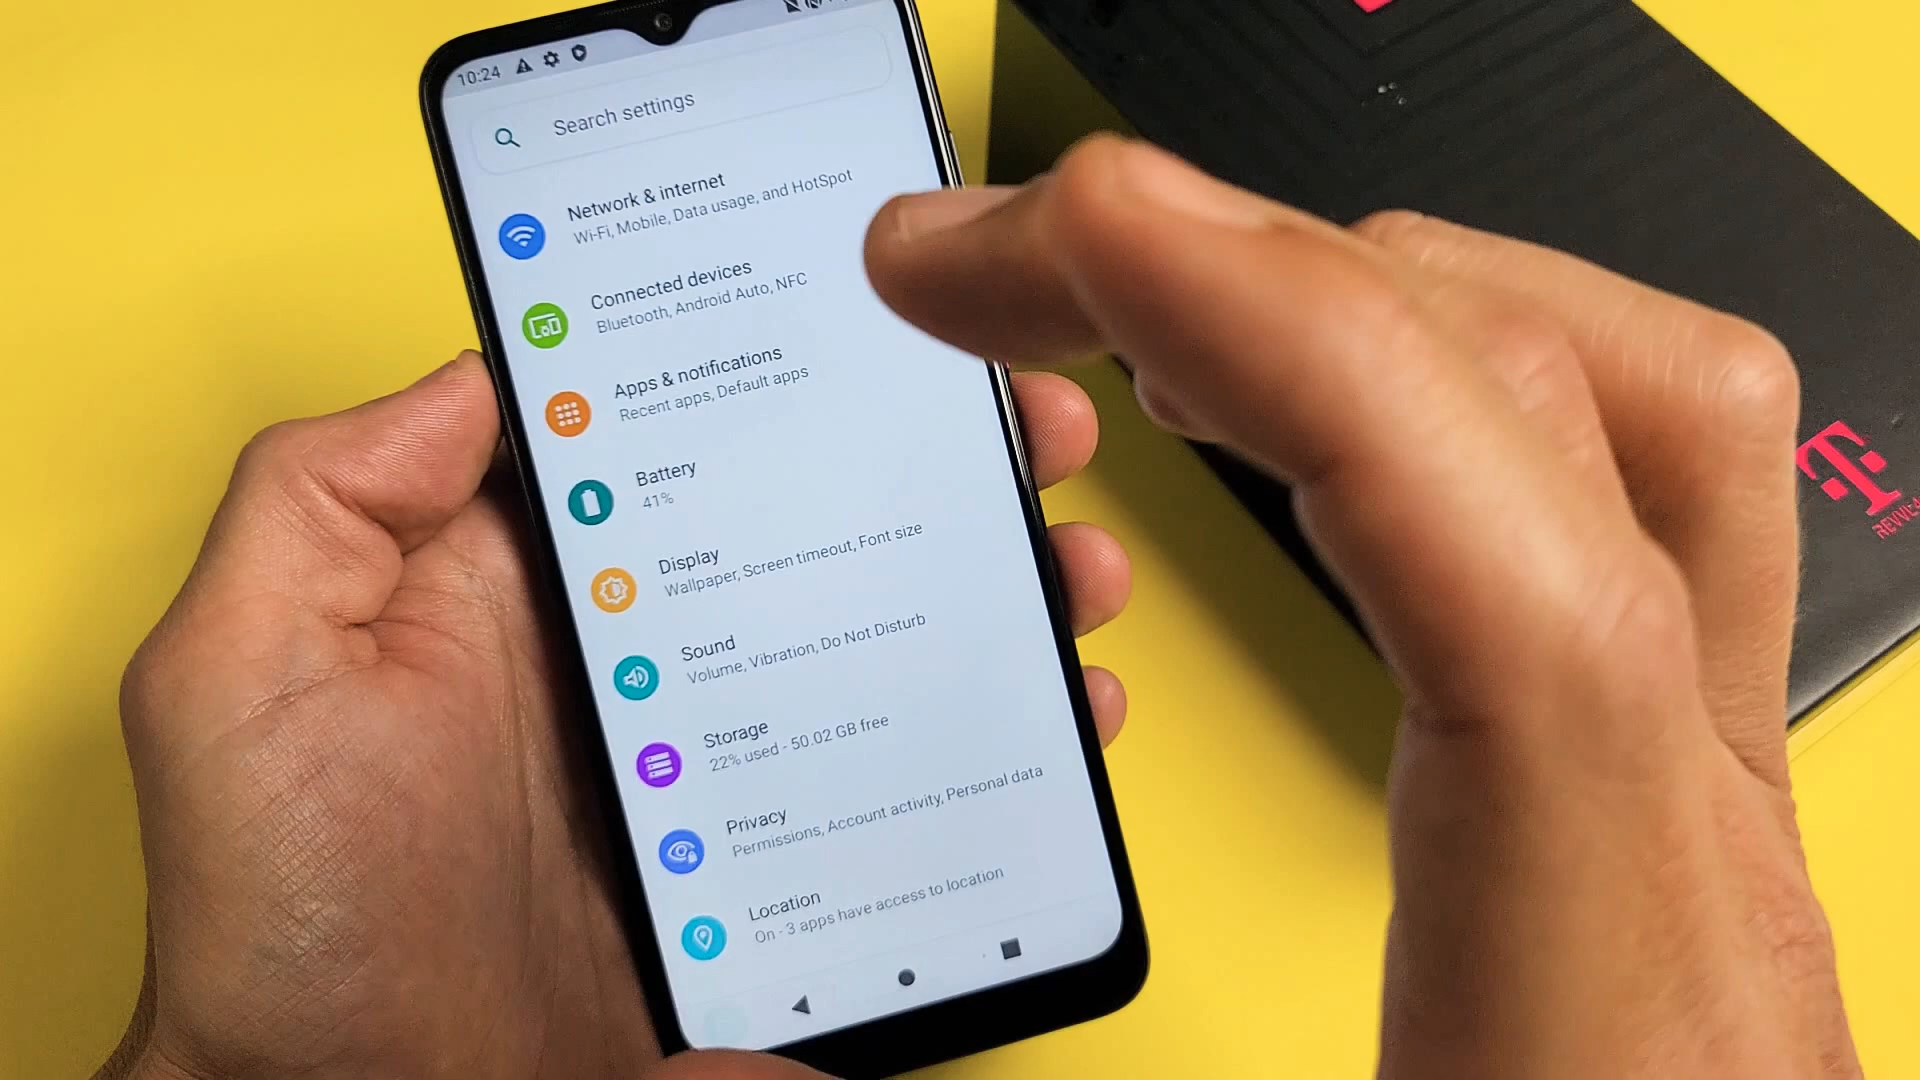 10:24
Search settings
Network & internet
Wi-Fi, Mobile, Data usage, and HotSpot
Connected devices
Bluetooth, Android Auto, NFC
Apps & notifications
Recent apps, Default apps
Battery
41%
Display
Wallpaper, Screen timeout, Font size
Sound
Volume, Vibration, Do Not Disturb
Storage
22% used - 50.02 GB free
Privacy
Permissions, Account activity, Personal data
Location
On - 3 apps have access to location
T